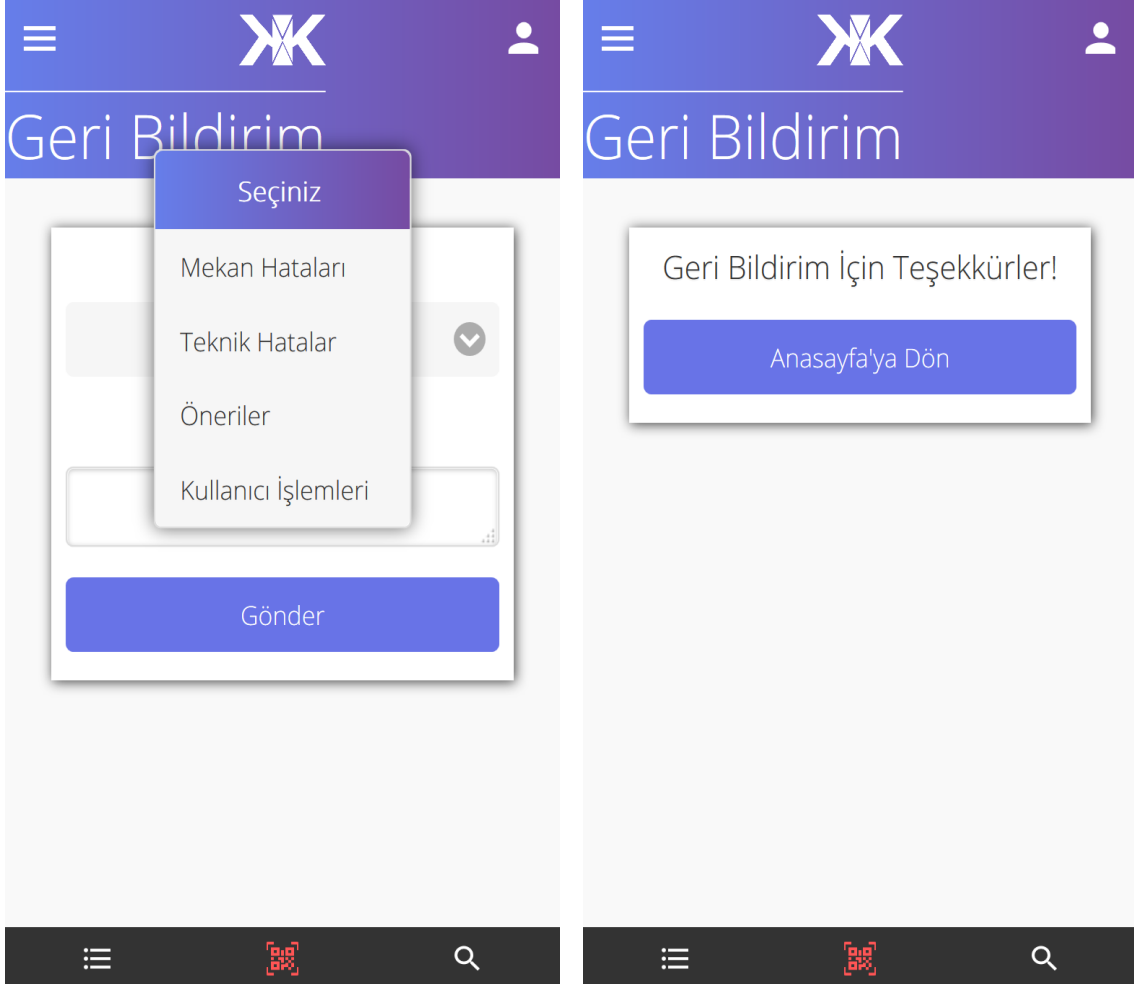 Geri Bildirim
Seçiniz
Mekan Hataları
Teknik Hatalar
Öneriler
Kullanıcı İşlemleri
Gönder
Geri Bildirim
Geri Bildirim İçin Teşekkürler!
Anasayfa'ya Dön